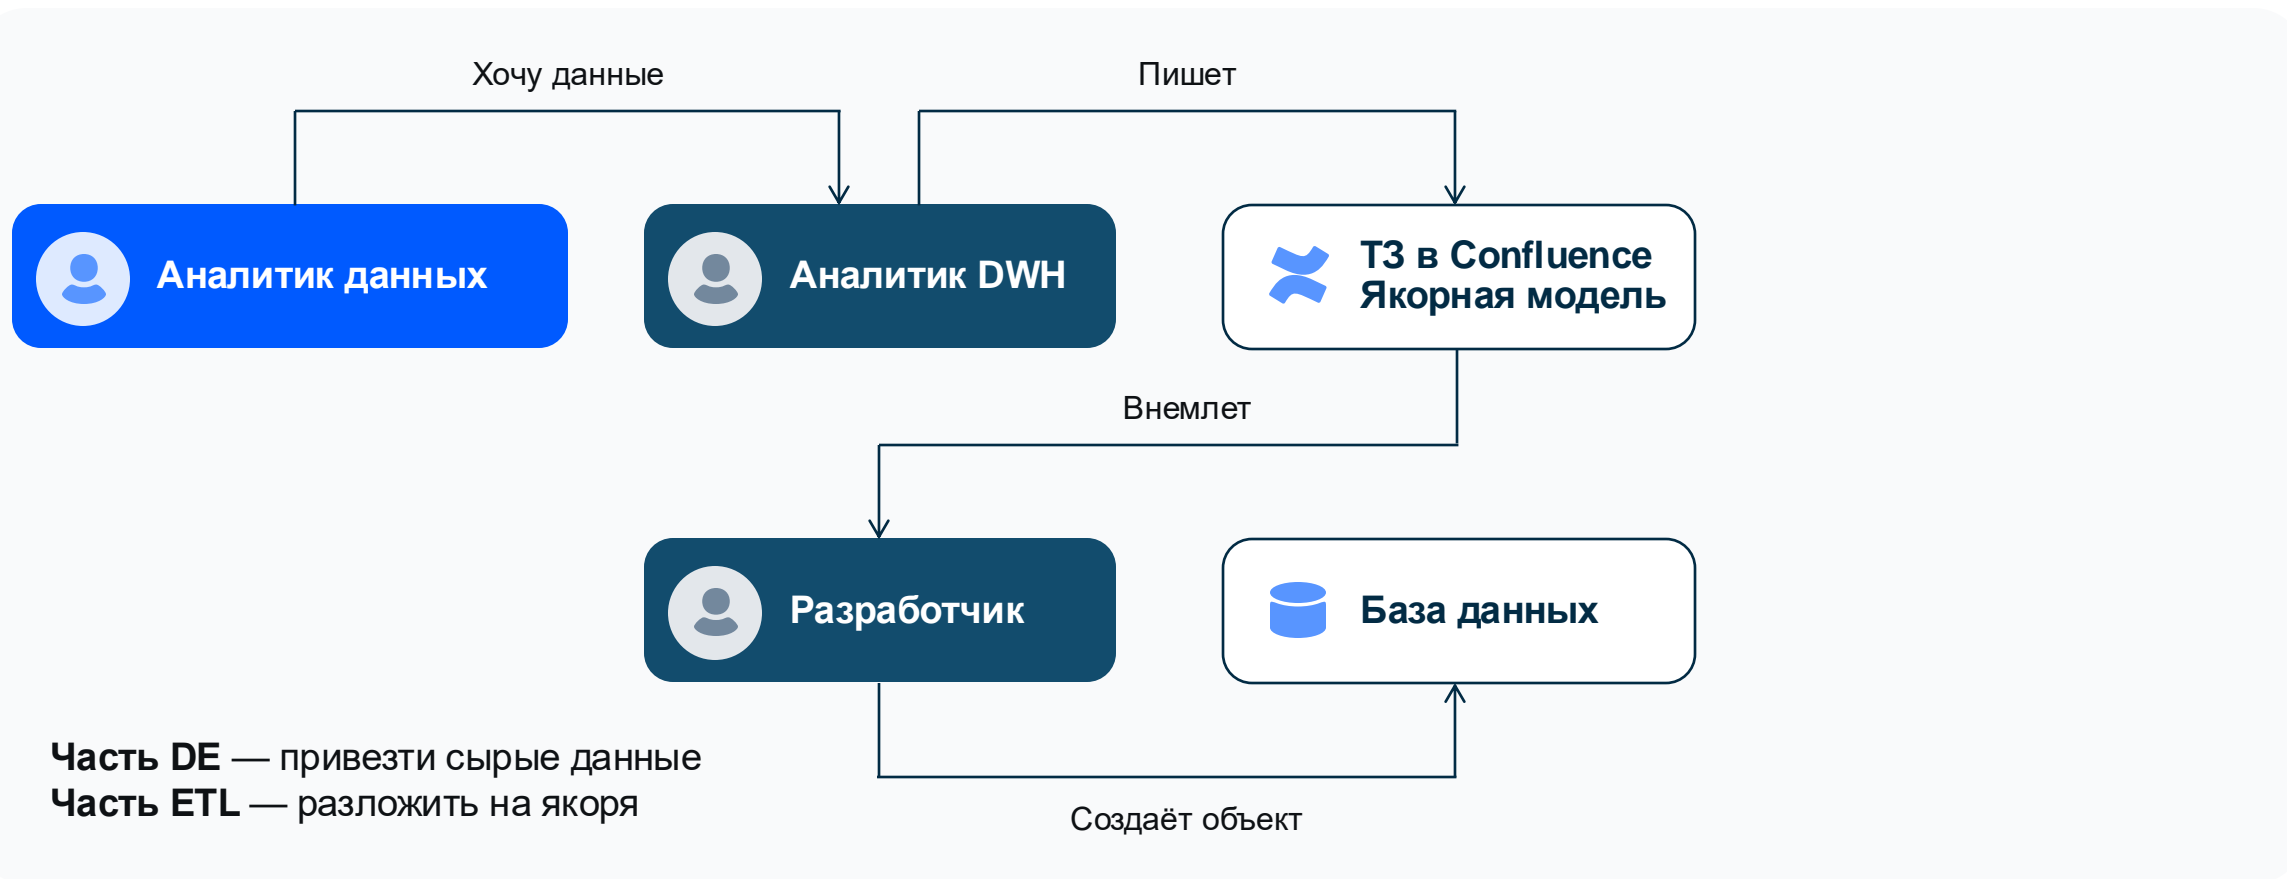 Хочу данные
Пишет
Аналитик данных
Аналитик DWH
ТЗ в Confluence
Якорная модель
Внемлет
Разработчик
База данных
Часть DE — привезти сырые данные
Часть ETL — разложить на якоря
Создаёт объект